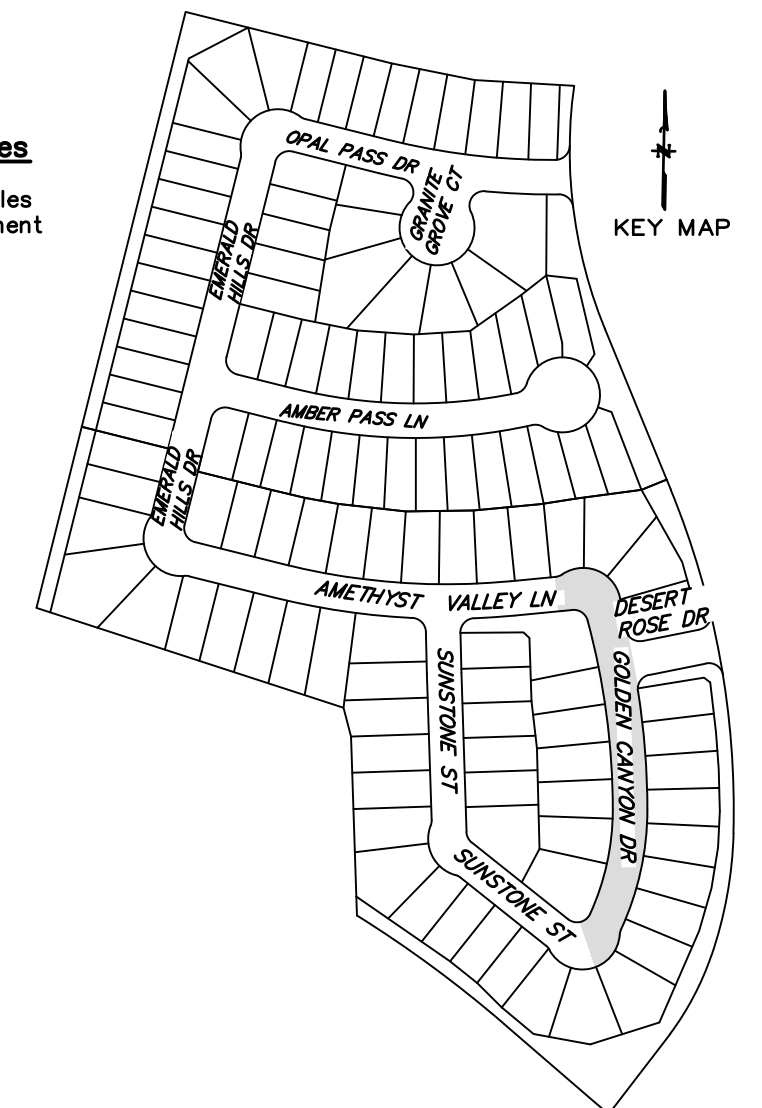 es
les
ent
OPAL PASS DR
GRANITE
GROVE CT
N
KEY MAP
EMERALD
HILLS DR
AMBER PASS LN
EMERALD
HILLS DR
AMETHYST VALLEY LN
DESERT
ROSE DR
SUNSTONE ST
GOLDEN CANYON DR
SUNSTONE ST